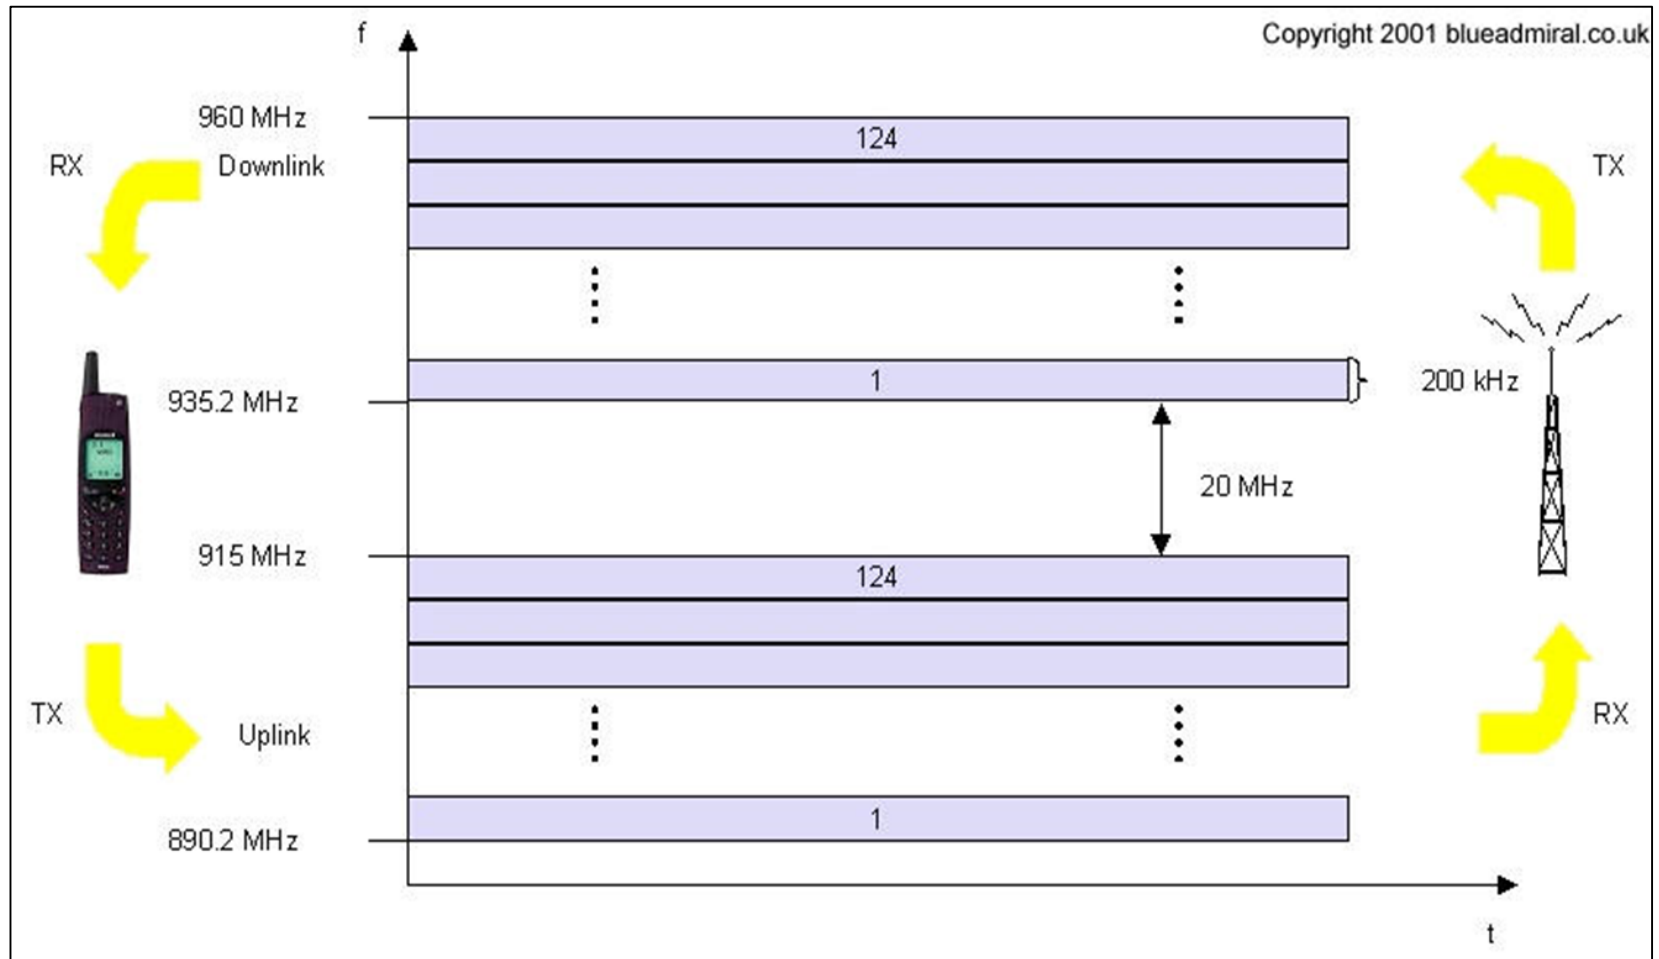 f
Copyright 2001 blueadmiral.co.uk
960 MHz
124
RX
Downlink
TX
1
200 kHz
935.2 MHz
20 MHz
915 MHz
124
TX
Uplink
RX
1
890.2 MHz
t